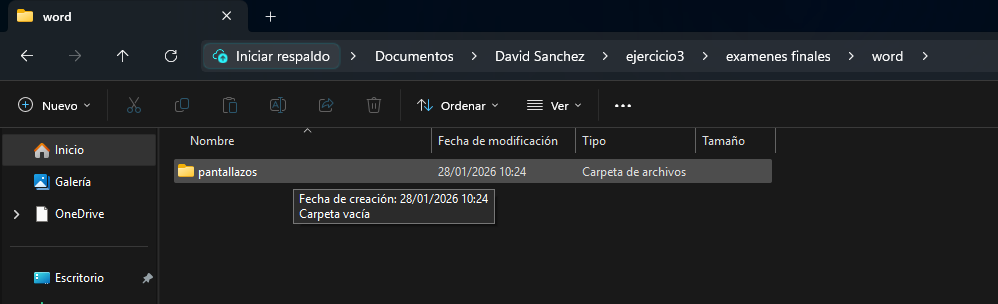 word
Iniciar respaldo > Documentos > David Sanchez > ejercicio3 > examenes finales > word >
Nuevo Ordenar Ver ...
Nombre Fecha de modificación Tipo Tamaño
Inicio
pantallazos 28/01/2026 10:24 Carpeta de archivos
Galería
Fecha de creación: 28/01/2026 10:24
Carpeta vacía
OneDrive
Escritorio